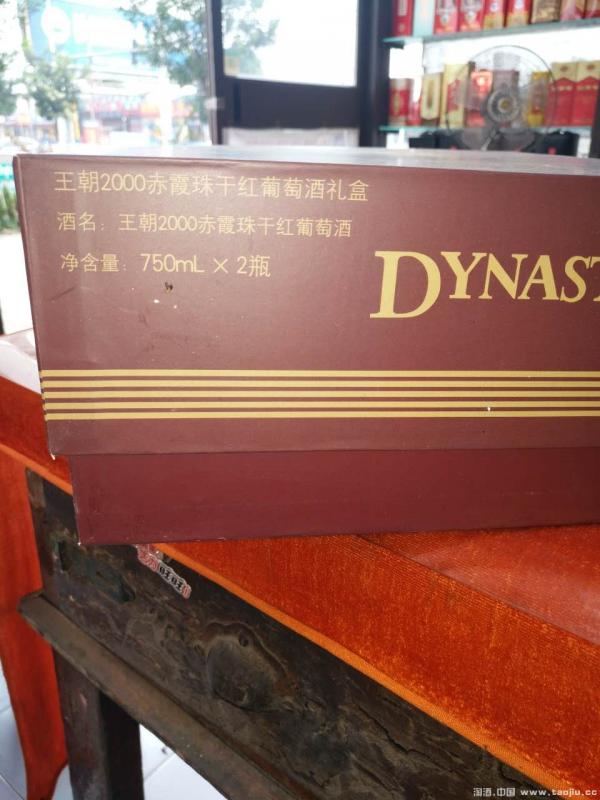 王朝2000赤霞珠干红葡萄酒礼盒
酒名：王朝2000赤霞珠干红葡萄酒
净含量：750mL × 2瓶
DYNAST
淘酒.中国 www.taojiu.cc